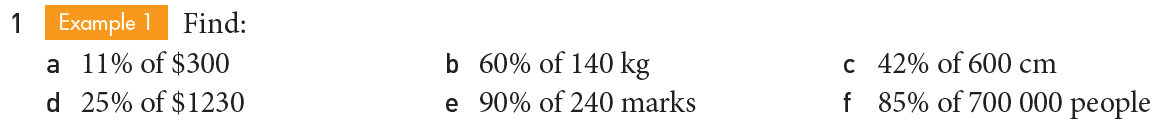 1 Example 1 Find:
a 11% of $300 b 60% of 140 kg c 42% of 600 cm
d 25% of $1230 e 90% of 240 marks f 85% of 700 000 people